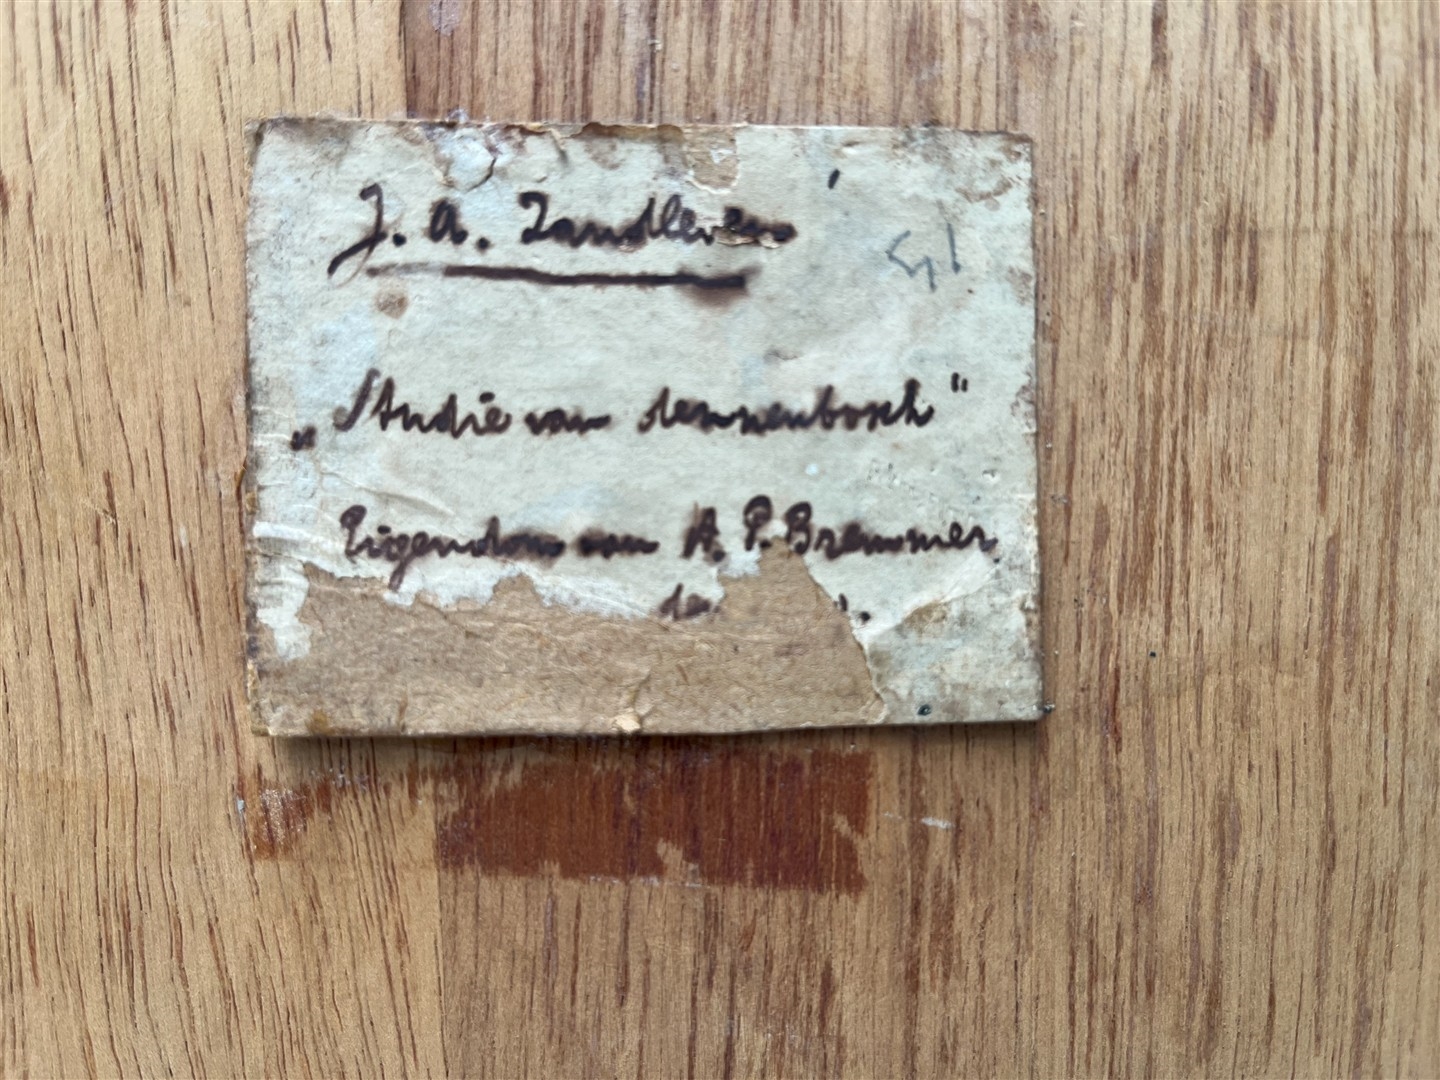 J. A. Zandleven
„Studie van dennenbosch"
Eigendom van A. P. Bremmer